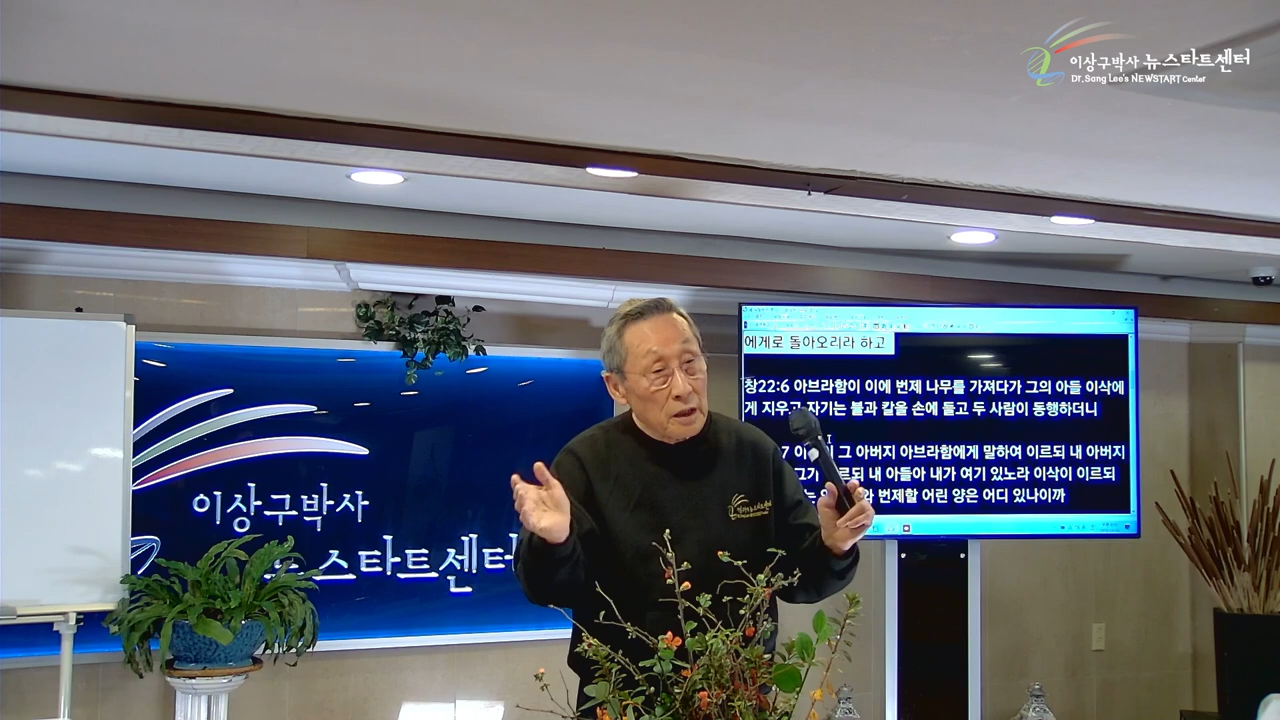 이상구박사 뉴스타트센터
Dr. Sang Lee's NEWSTART Center
에게로 돌아오리라 하고
창22:6 아브라함이 이에 번제 나무를 가져다가 그의 아들 이삭에
게 지우고 자기는 불과 칼을 손에 들고 두 사람이 동행하더니
7 그 아버지 아브라함에게 말하여 이르되 내 아버지
그가 이르되 내 아들아 내가 여기 있노라 이삭이 이르되
번제할 어린 양은 어디 있나이까
이상구박사
뉴스타트센터